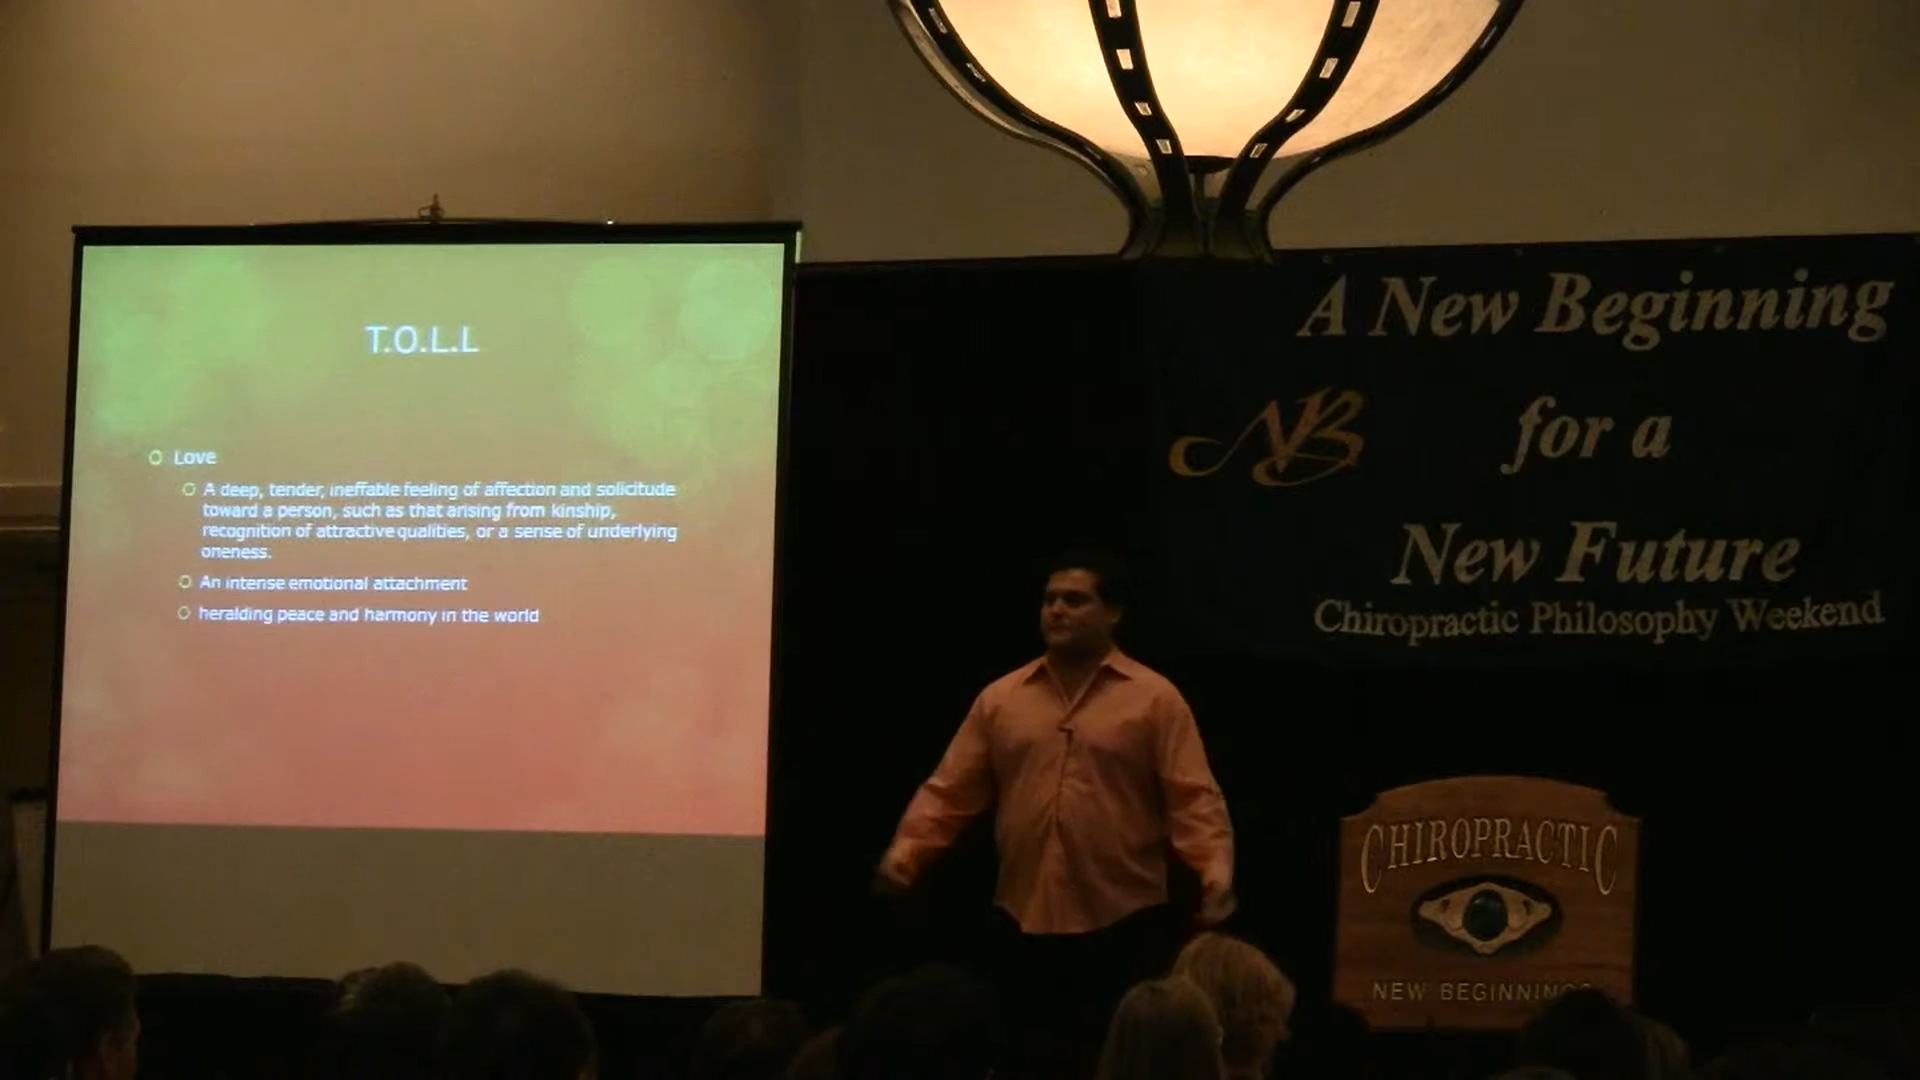 T.O.L.L
Love
A deep, tender, ineffable feeling of affection and solicitude
toward a person, such as that arising from kinship,
recognition of attractive qualities, or a sense of underlying
oneness.
An intense emotional attachment
heralding peace and harmony in the world
A New Beginning
NB
for a
New Future
Chiropractic Philosophy Weekend
CHIROPRACTIC
NEW BEGINNINGS